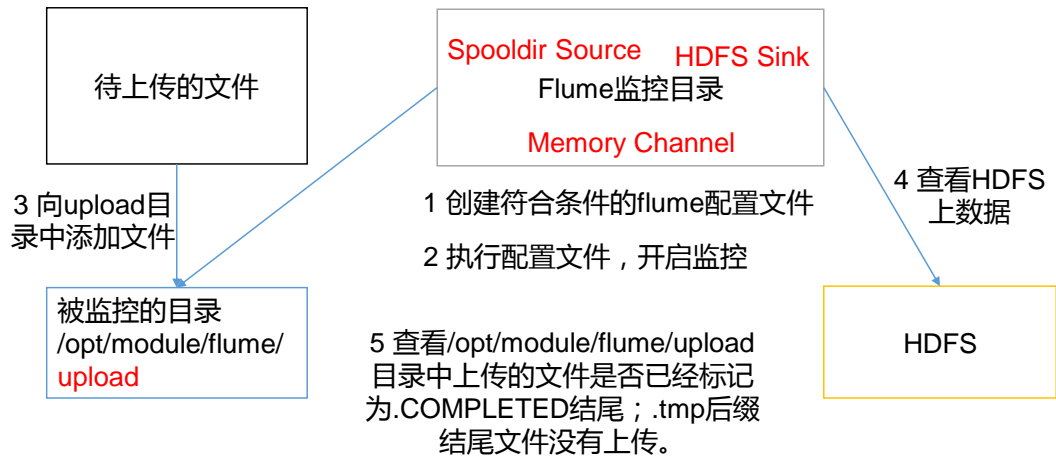 待上传的文件
Spooldir Source
HDFS Sink
Flume监控目录
Memory Channel
3 向upload目
录中添加文件
1 创建符合条件的flume配置文件
2 执行配置文件，开启监控
4 查看HDFS
上数据
被监控的目录
/opt/module/flume/
upload
5 查看/opt/module/flume/upload
目录中上传的文件是否已经标记
为.COMPLETED结尾；.tmp后缀
结尾文件没有上传。
HDFS